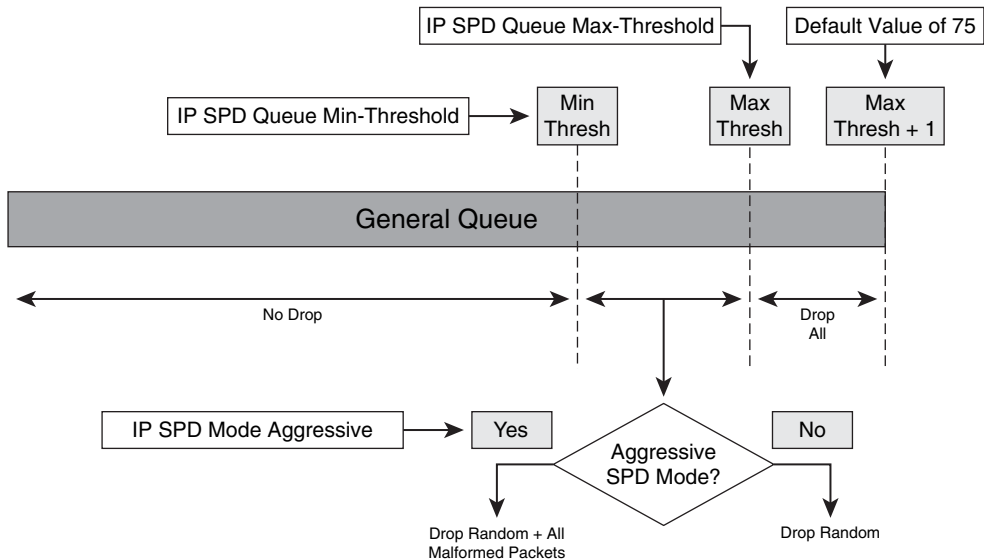 IP SPD Queue Max-Threshold
Default Value of 75
IP SPD Queue Min-Threshold
Min
Thresh
Max
Thresh
Max
Thresh + 1
General Queue
No Drop
Drop
All
IP SPD Mode Aggressive
Yes
Aggressive
SPD Mode?
No
Drop Random + All
Malformed Packets
Drop Random